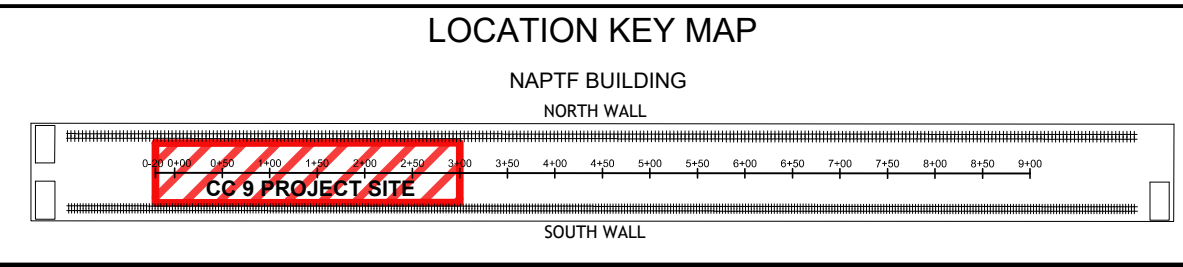 LOCATION KEY MAP
NAPTF BUILDING
NORTH WALL
0-20 0+00 0+50 1+00 1+50 2+00 2+50 3+00 3+50 4+00 4+50 5+00 5+50 6+00 6+50 7+00 7+50 8+00 8+50 9+00
CC 9 PROJECT SITE
SOUTH WALL